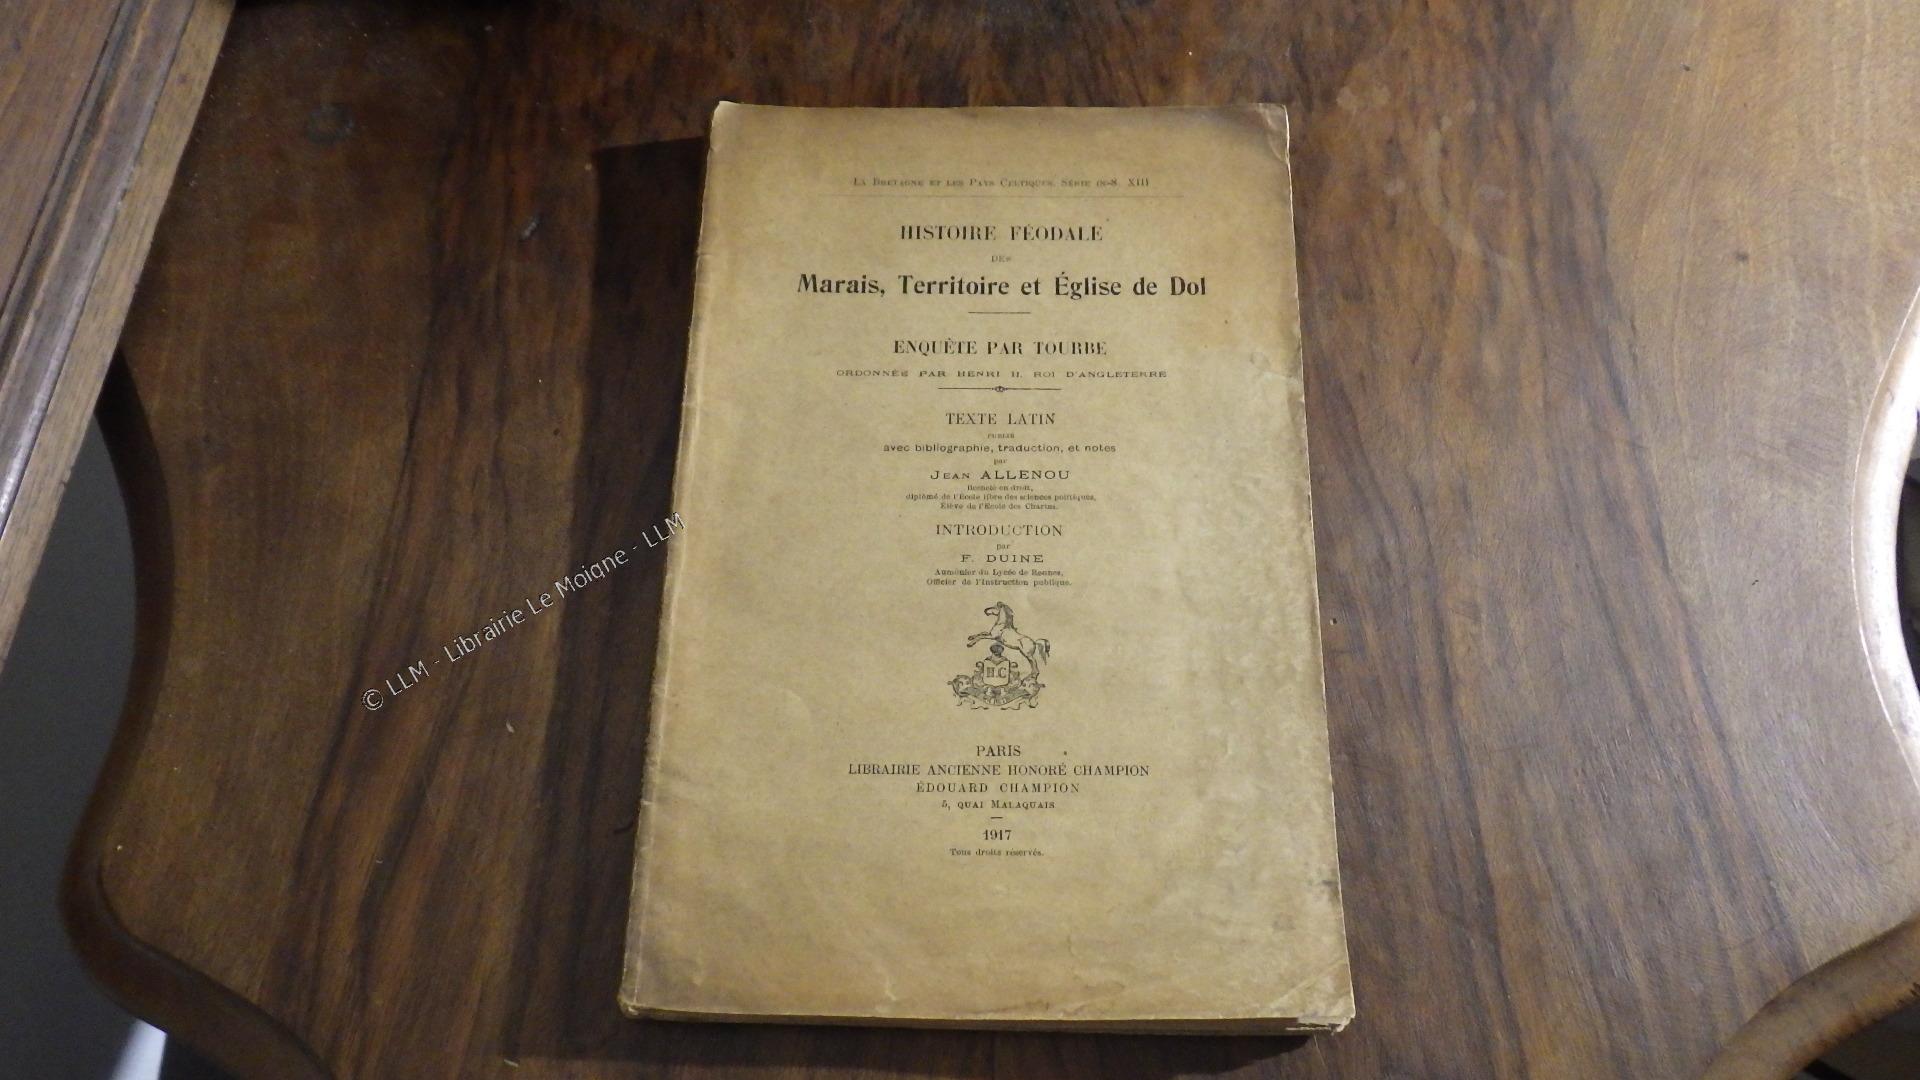 La Bretagne et les Pays Celtiques. Série in-8. XIII
HISTOIRE FÉODALE
DES
Marais, Territoire et Église de Dol
ENQUÊTE PAR TOURBE
ORDONNÉE PAR HENRI II, ROI D'ANGLETERRE
TEXTE LATIN
PUBLIÉ
avec bibliographie, traduction, et notes
par
Jean ALLENOU
licencié en droit,
diplômé de l'École libre des sciences politiques,
Élève de l'École des Chartes.
INTRODUCTION
par
F. DUINE
Aumônier du Lycée de Rennes,
Officier de l'Instruction publique.
H.C
PARIS
LIBRAIRIE ANCIENNE HONORÉ CHAMPION
ÉDOUARD CHAMPION
5, QUAI MALAQUAIS
1917
Tous droits réservés.
© LLM - Librairie Le Moigne - LLM